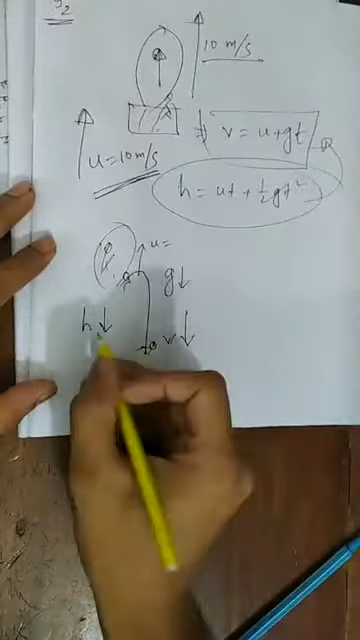 10 m/s
v = u+gt
u=10m/s
h = ut + ½gt²
u=
g↓
h↓
v↓